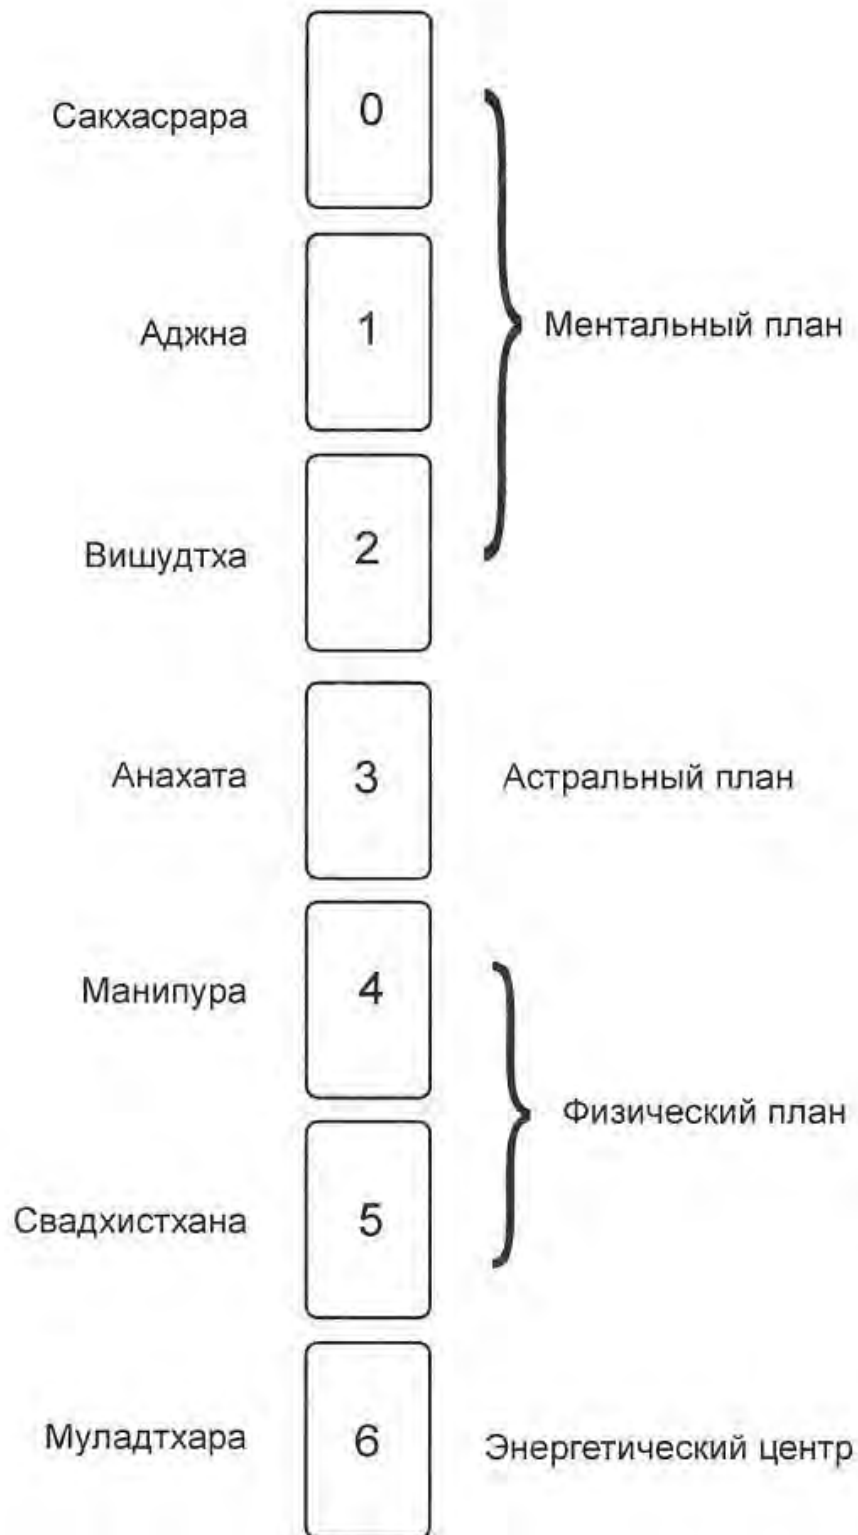 Сакхасрара
0
Аджна
1
Ментальный план
Вишудтха
2
Анахата
3
Астральный план
Манипура
4
Физический план
Свадхистхана
5
Муладтхара
6
Энергетический центр